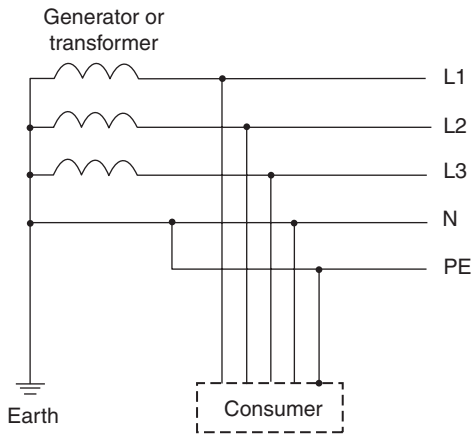 Generator or
transformer
L1
L2
L3
N
PE
Earth
Consumer